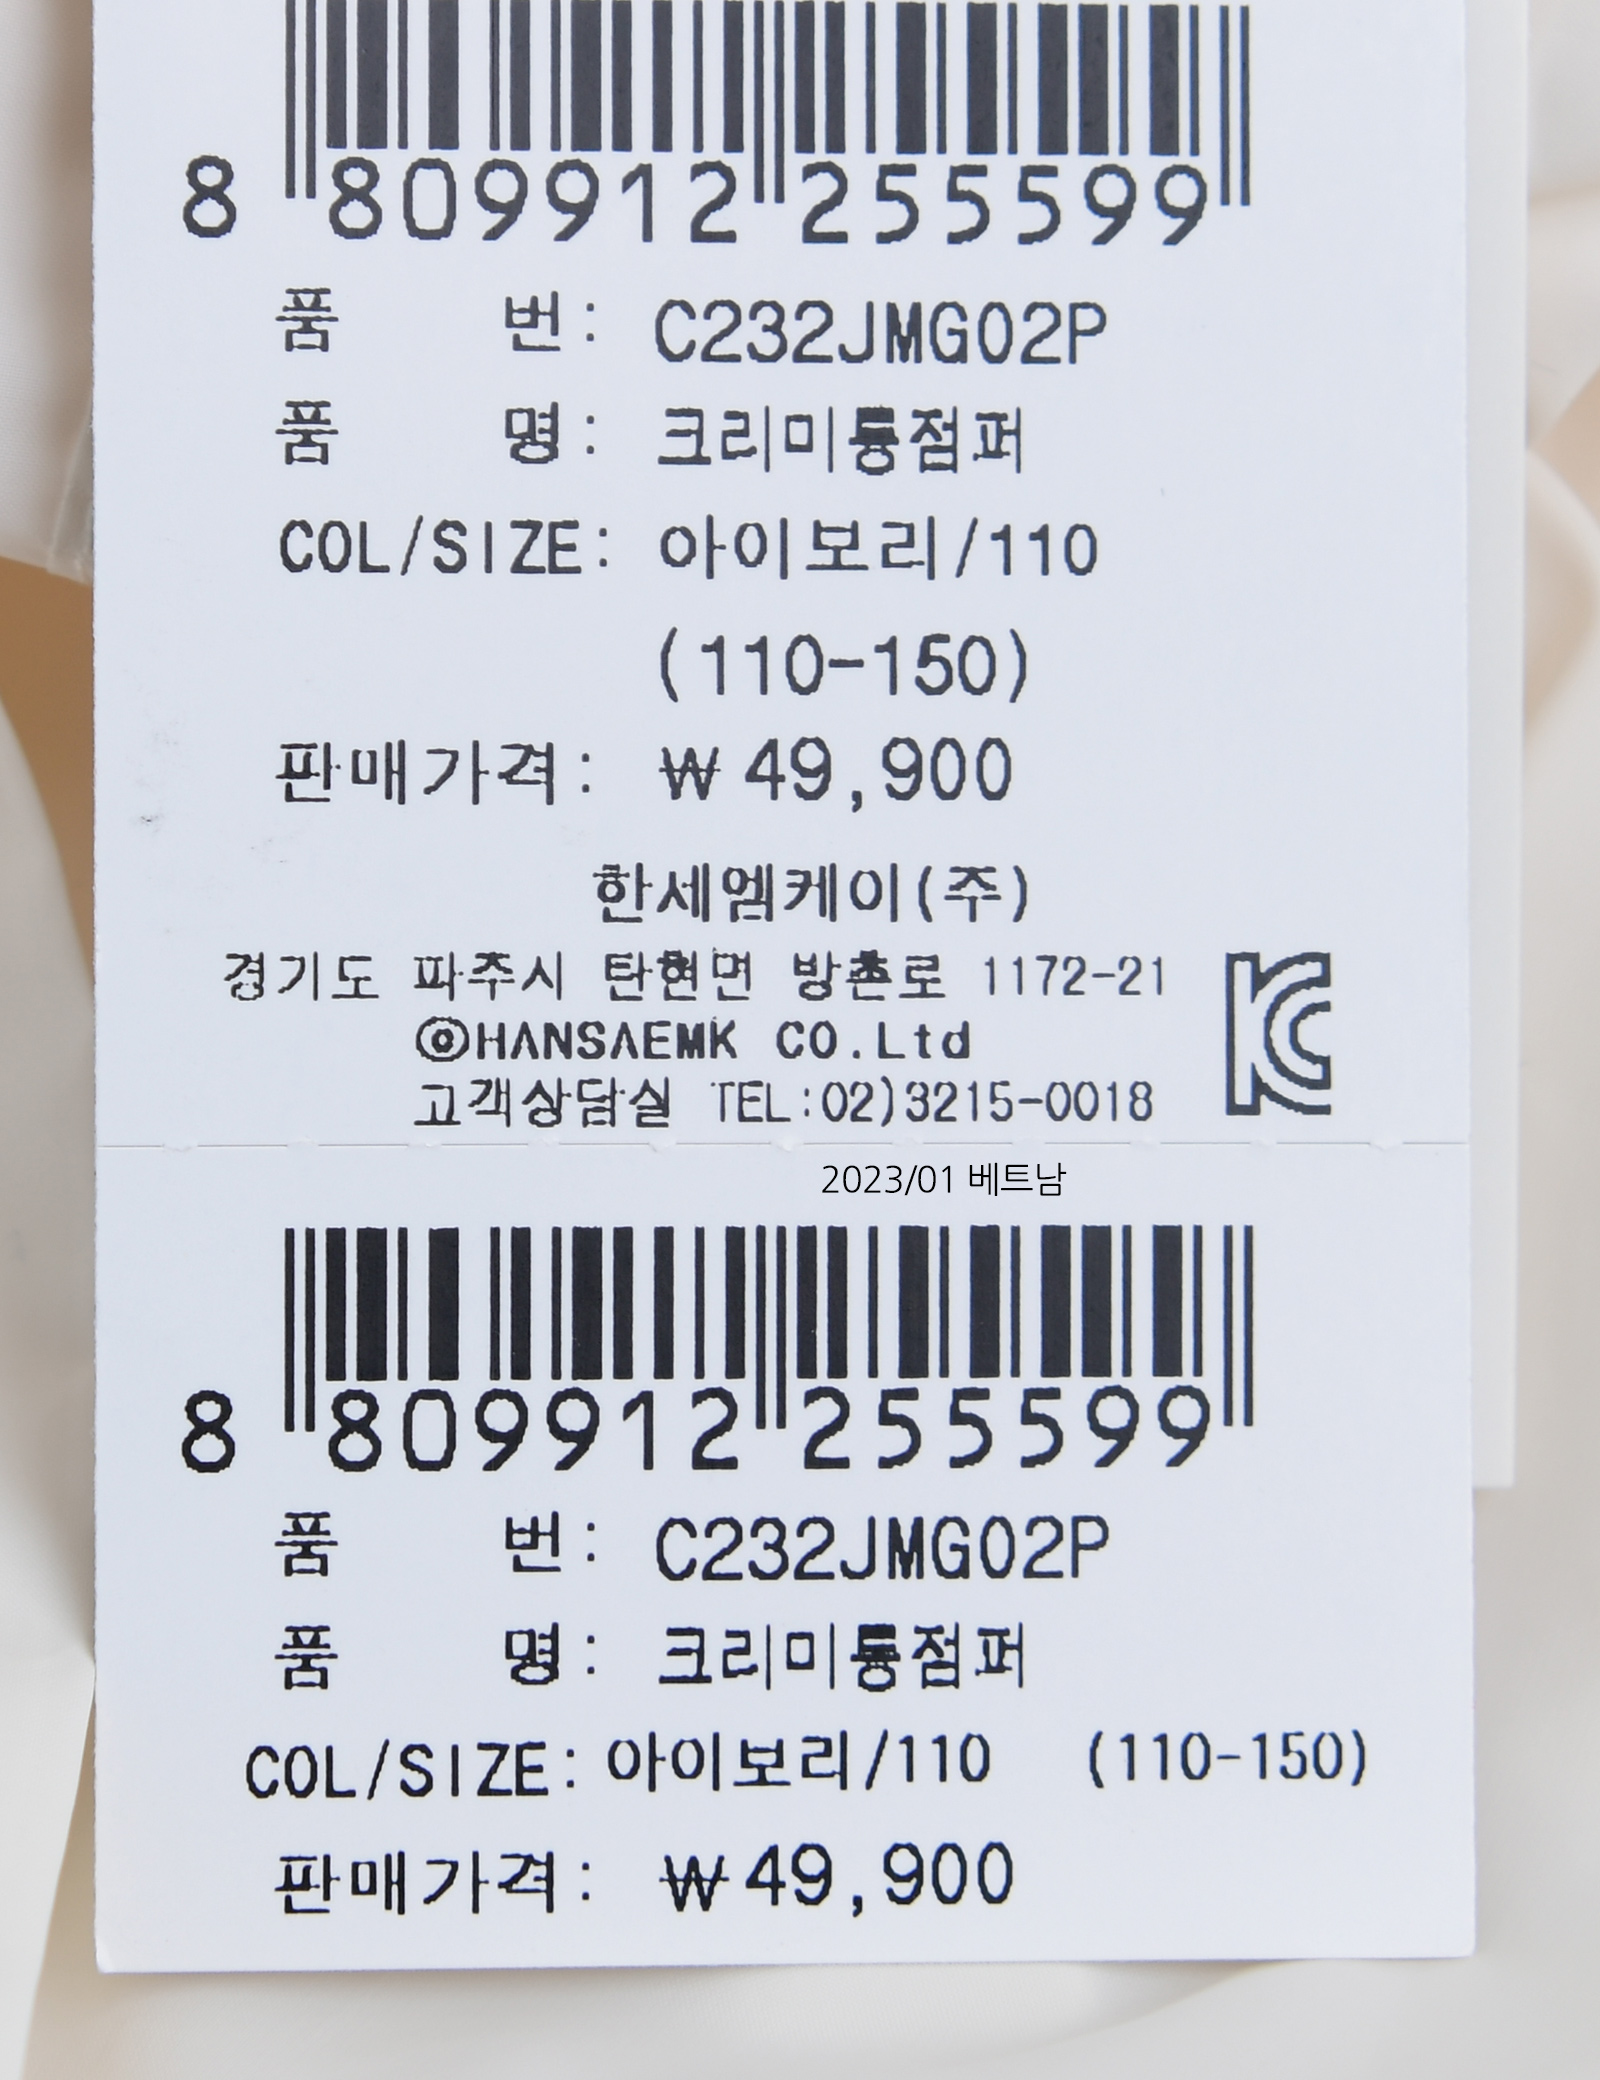 8 809912 255599
품 번: C232JMG02P
품 명: 크리미롱점퍼
COL/SIZE: 아이보리/110
(110-150)
판매가격: ₩49,900
한세엠케이(주)
경기도 파주시 탄현면 방촌로 1172-21
◎HANSAEMK CO.Ltd
고객상담실 TEL:02)3215-0018
KC
2023/01 베트남
8 809912 255599
품 번: C232JMG02P
품 명: 크리미롱점퍼
COL/SIZE: 아이보리/110 (110-150)
판매가격: ₩49,900